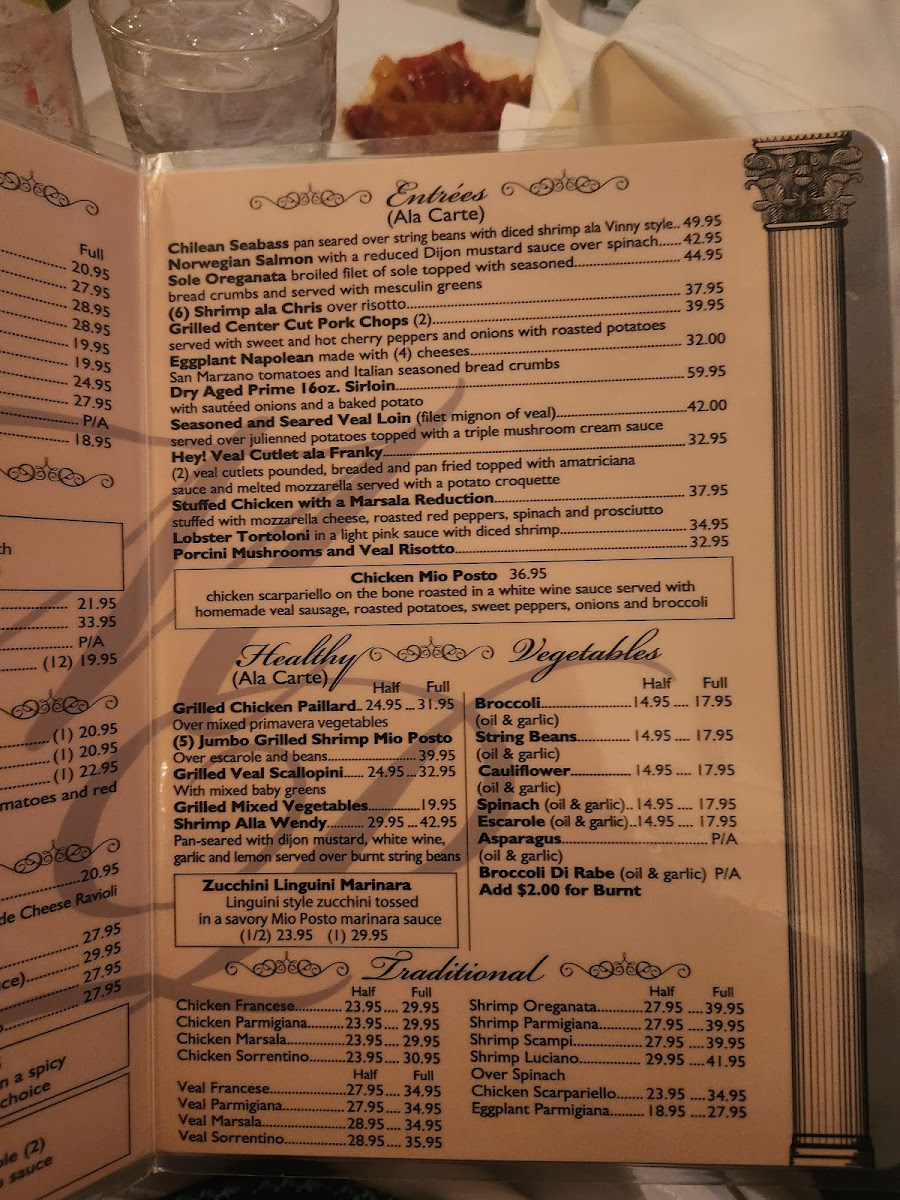 Full
20.95
27.95
28.95
28.95
19.95
19.95
24.95
27.95
P/A
18.95
21.95
33.95
P/A
(12) 19.95
(1) 20.95
(1) 20.95
(1) 22.95
matoes and red
20.95
de Cheese Ravioli
27.95
29.95
27.95
27.95
n a spicy
choice
ole (2)
sauce
Entrées
(Ala Carte)
Chilean Seabass pan seared over string beans with diced shrimp ala Vinny style.. 49.95
Norwegian Salmon with a reduced Dijon mustard sauce over spinach...... 42.95
Sole Oreganata broiled filet of sole topped with seasoned........ 44.95
bread crumbs and served with mesculin greens
(6) Shrimp ala Chris over risotto........ 37.95
Grilled Center Cut Pork Chops (2)........ 39.95
served with sweet and hot cherry peppers and onions with roasted potatoes
Eggplant Napolean made with (4) cheeses........ 32.00
San Marzano tomatoes and Italian seasoned bread crumbs
Dry Aged Prime 16oz. Sirloin........ 59.95
with sautéed onions and a baked potato
Seasoned and Seared Veal Loin (filet mignon of veal)........ 42.00
served over julienned potatoes topped with a triple mushroom cream sauce
Hey! Veal Cutlet ala Franky........ 32.95
(2) veal cutlets pounded, breaded and pan fried topped with amatriciana
sauce and melted mozzarella served with a potato croquette
Stuffed Chicken with a Marsala Reduction........ 37.95
stuffed with mozzarella cheese, roasted red peppers, spinach and prosciutto
Lobster Tortoloni in a light pink sauce with diced shrimp........ 34.95
Porcini Mushrooms and Veal Risotto........ 32.95
Chicken Mio Posto 36.95
chicken scarpariello on the bone roasted in a white wine sauce served with
homemade veal sausage, roasted potatoes, sweet peppers, onions and broccoli
Healthy
(Ala Carte)
Half Full
Grilled Chicken Paillard.. 24.95 ... 31.95
Over mixed primavera vegetables
(5) Jumbo Grilled Shrimp Mio Posto
Over escarole and beans........ 39.95
Grilled Veal Scallopini...... 24.95 ... 32.95
With mixed baby greens
Grilled Mixed Vegetables........ 19.95
Shrimp Alla Wendy........ 29.95 ... 42.95
Pan-seared with dijon mustard, white wine,
garlic and lemon served over burnt string beans
Zucchini Linguini Marinara
Linguini style zucchini tossed
in a savory Mio Posto marinara sauce
(1/2) 23.95 (1) 29.95
Vegetables
Half Full
Broccoli........ 14.95 .... 17.95
(oil & garlic)
String Beans........ 14.95 .... 17.95
(oil & garlic)
Cauliflower........ 14.95 .... 17.95
(oil & garlic)
Spinach (oil & garlic).. 14.95 .... 17.95
Escarole (oil & garlic)..14.95 .... 17.95
Asparagus........ P/A
(oil & garlic)
Broccoli Di Rabe (oil & garlic) P/A
Add $2.00 for Burnt
Traditional
Half Full
Chicken Francese........ 23.95 .... 29.95
Chicken Parmigiana........ 23.95 .... 29.95
Chicken Marsala........ 23.95 .... 29.95
Chicken Sorrentino........ 23.95 .... 30.95
Half Full
Veal Francese........ 27.95 .... 34.95
Veal Parmigiana........ 27.95 .... 34.95
Veal Marsala........ 28.95 .... 34.95
Veal Sorrentino........ 28.95 .... 35.95
Half Full
Shrimp Oreganata........ 27.95 .... 39.95
Shrimp Parmigiana........ 27.95 .... 39.95
Shrimp Scampi........ 27.95 .... 39.95
Shrimp Luciano........ 29.95 .... 41.95
Over Spinach
Chicken Scarpariello...... 23.95 .... 34.95
Eggplant Parmigiana........ 18.95 .... 27.95